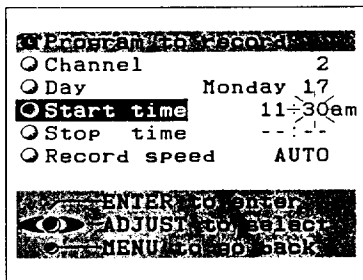 Program to record
Channel 2
Day Monday 17
Start time 11:30am
Stop time --:--
Record speed AUTO
ENTER to enter
ADJUST to select
MENU to go back